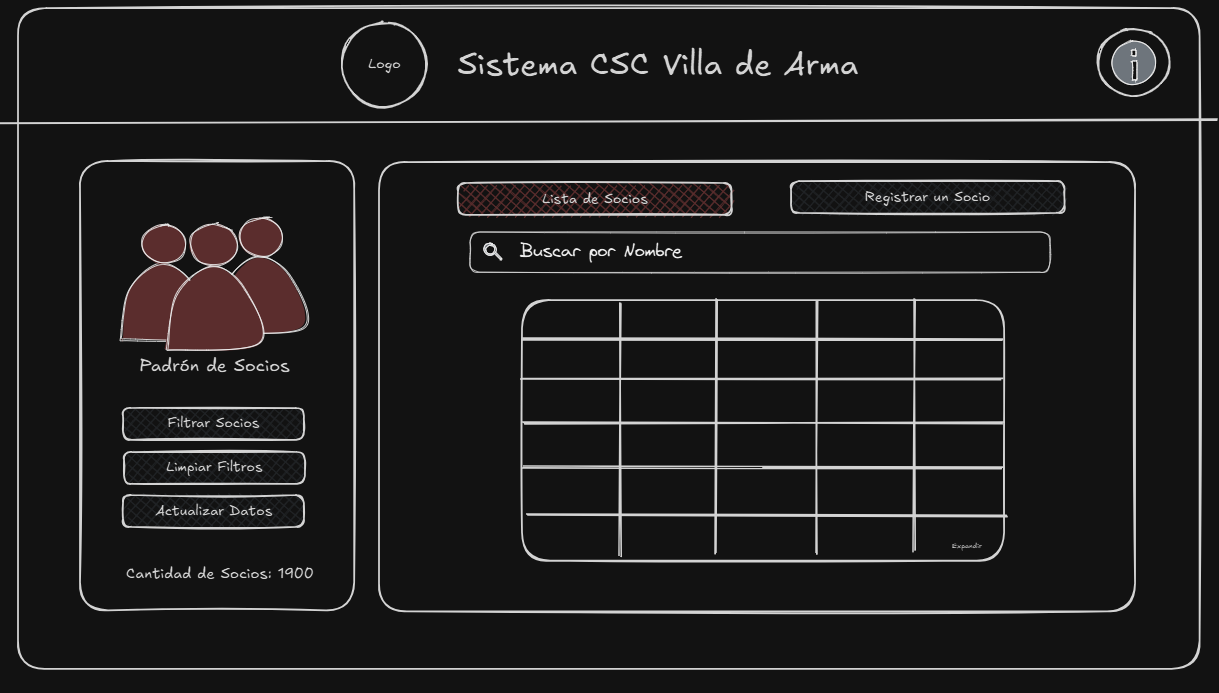 Logo
Sistema CSC Villa de Arma
i
Padrón de Socios
Filtrar Socios
Limpiar Filtros
Actualizar Datos
Cantidad de Socios: 1900
Lista de Socios
Registrar un Socio
Buscar por Nombre
Expandir